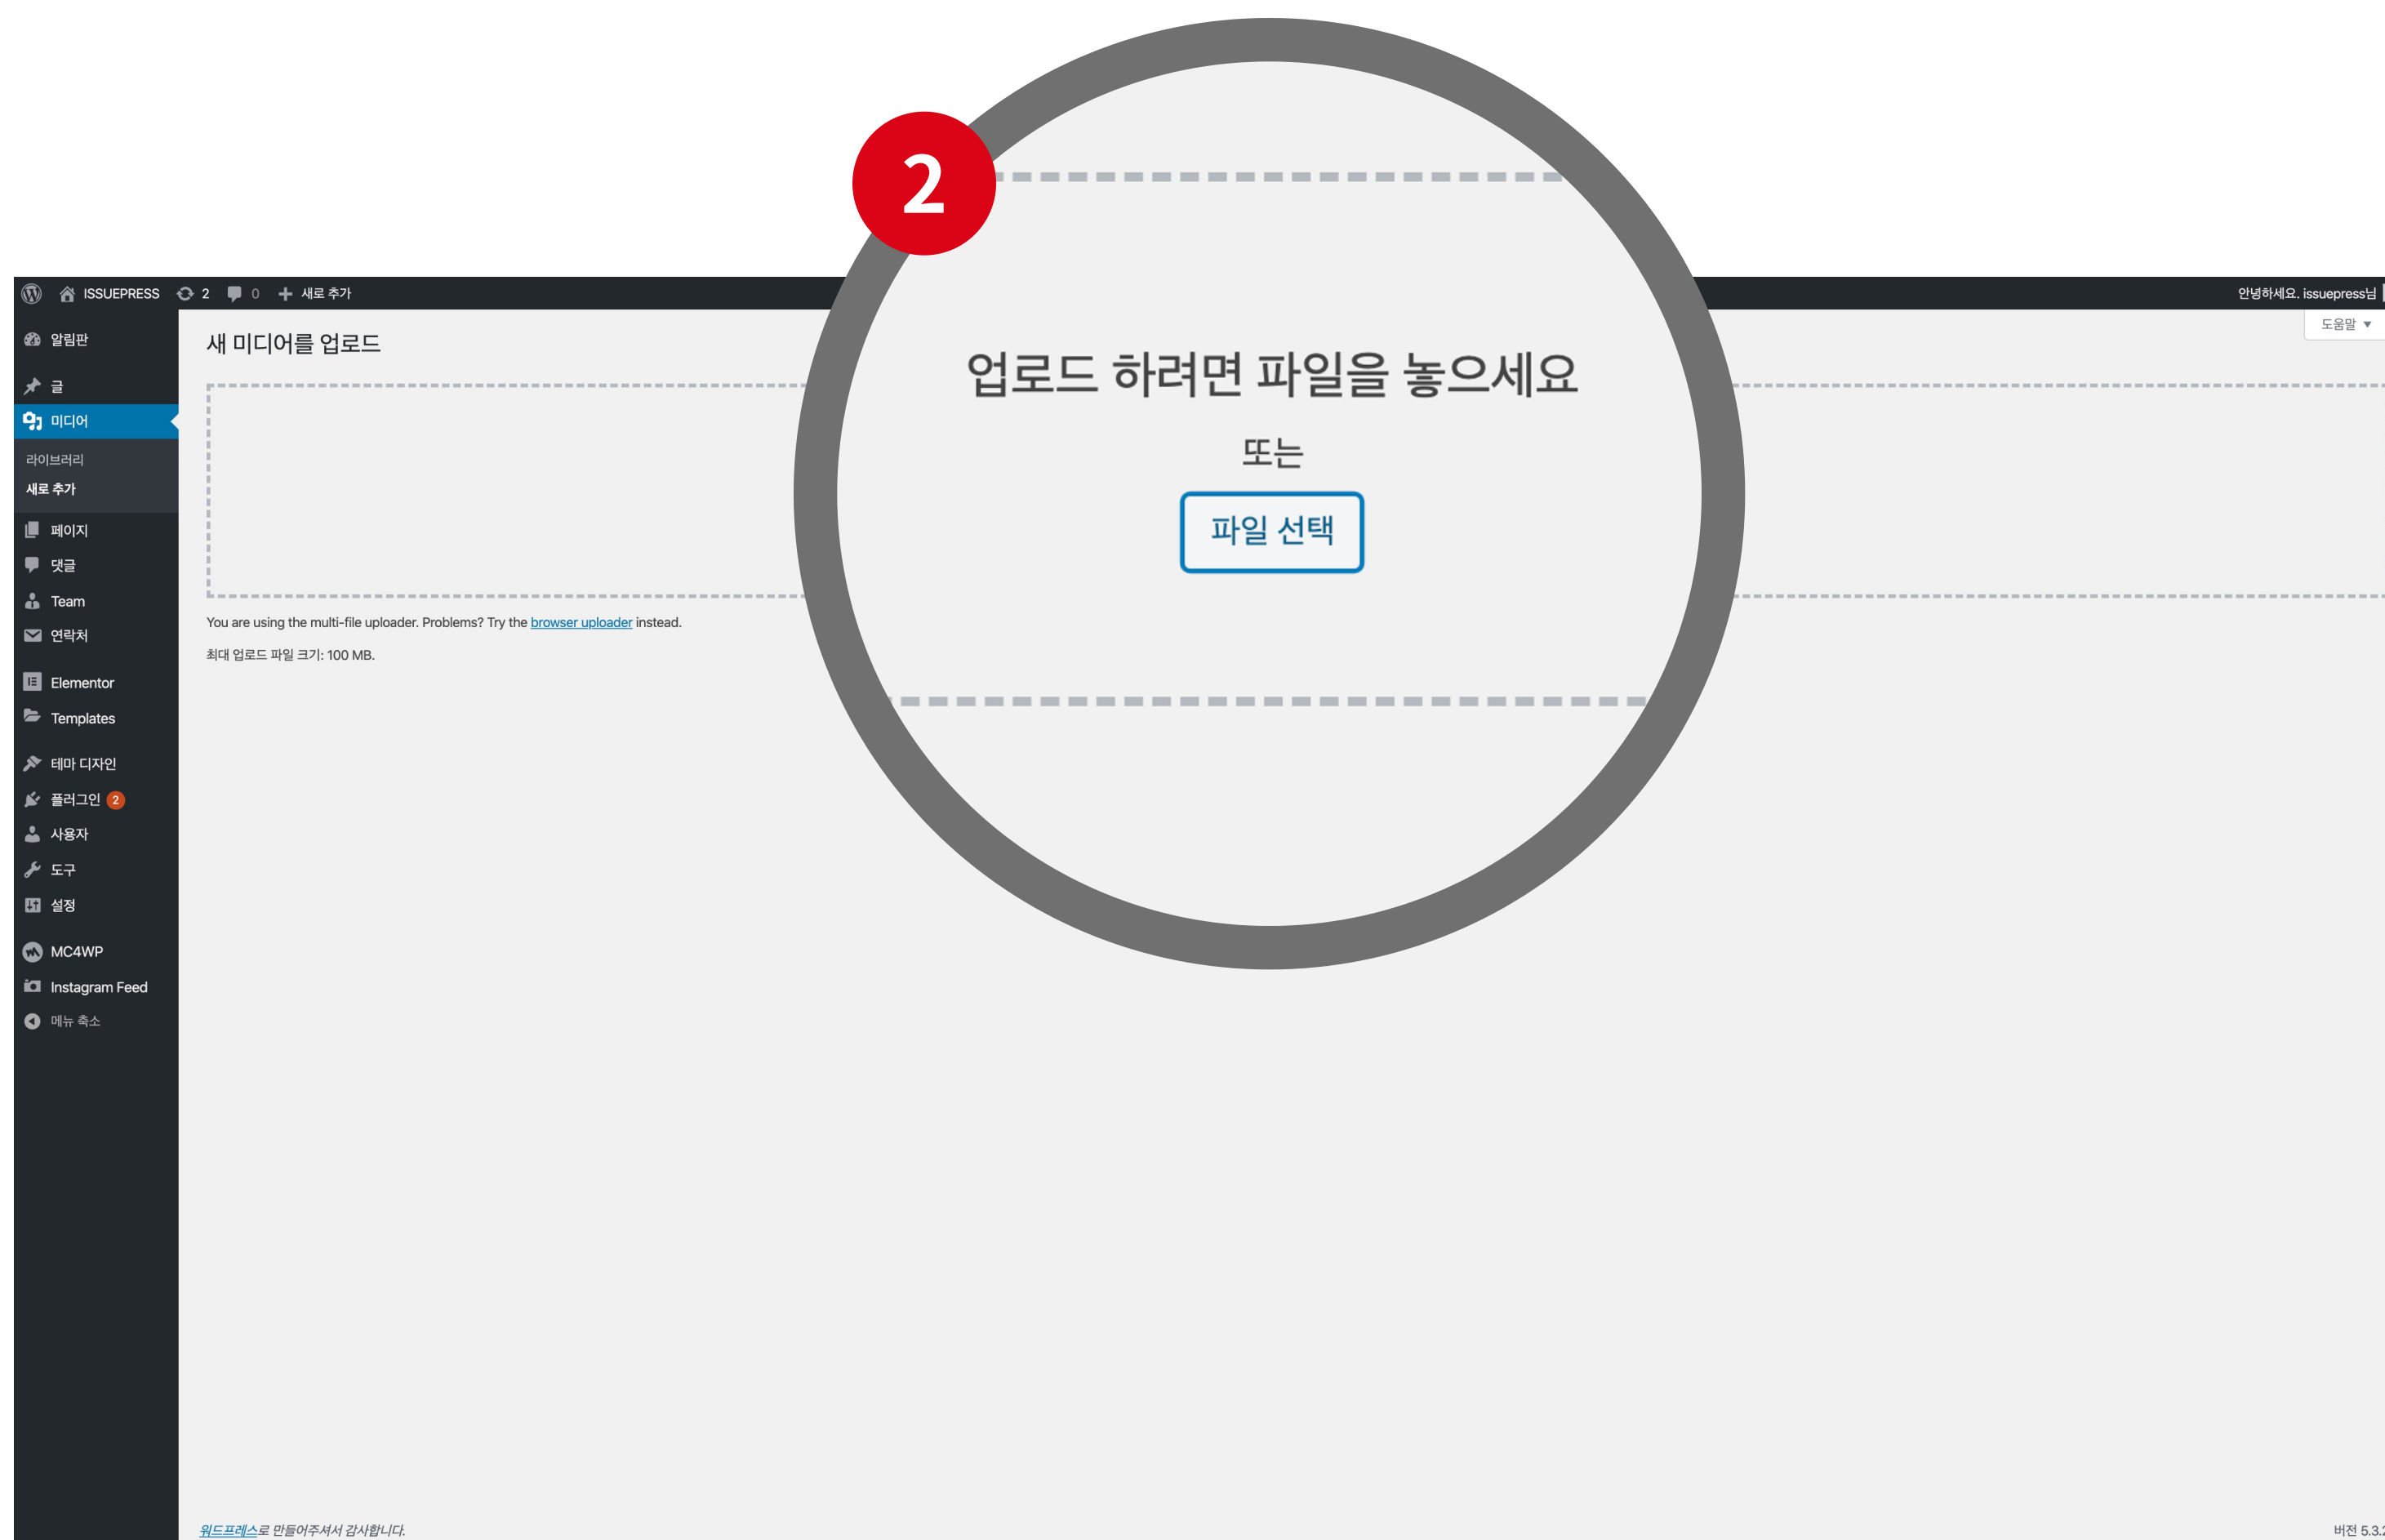 2
ISSUEPRESS 2 0 새로 추가
안녕하세요. issuepress님
도움말
알림판
글
미디어
라이브러리
새로 추가
페이지
댓글
Team
연락처
Elementor
Templates
테마 디자인
플러그인 2
사용자
도구
설정
MC4WP
Instagram Feed
메뉴 축소
새 미디어를 업로드
업로드 하려면 파일을 놓으세요
또는
파일 선택
You are using the multi-file uploader. Problems? Try the browser uploader instead.
최대 업로드 파일 크기: 100 MB.
워드프레스로 만들어주셔서 감사합니다.
버전 5.3.2